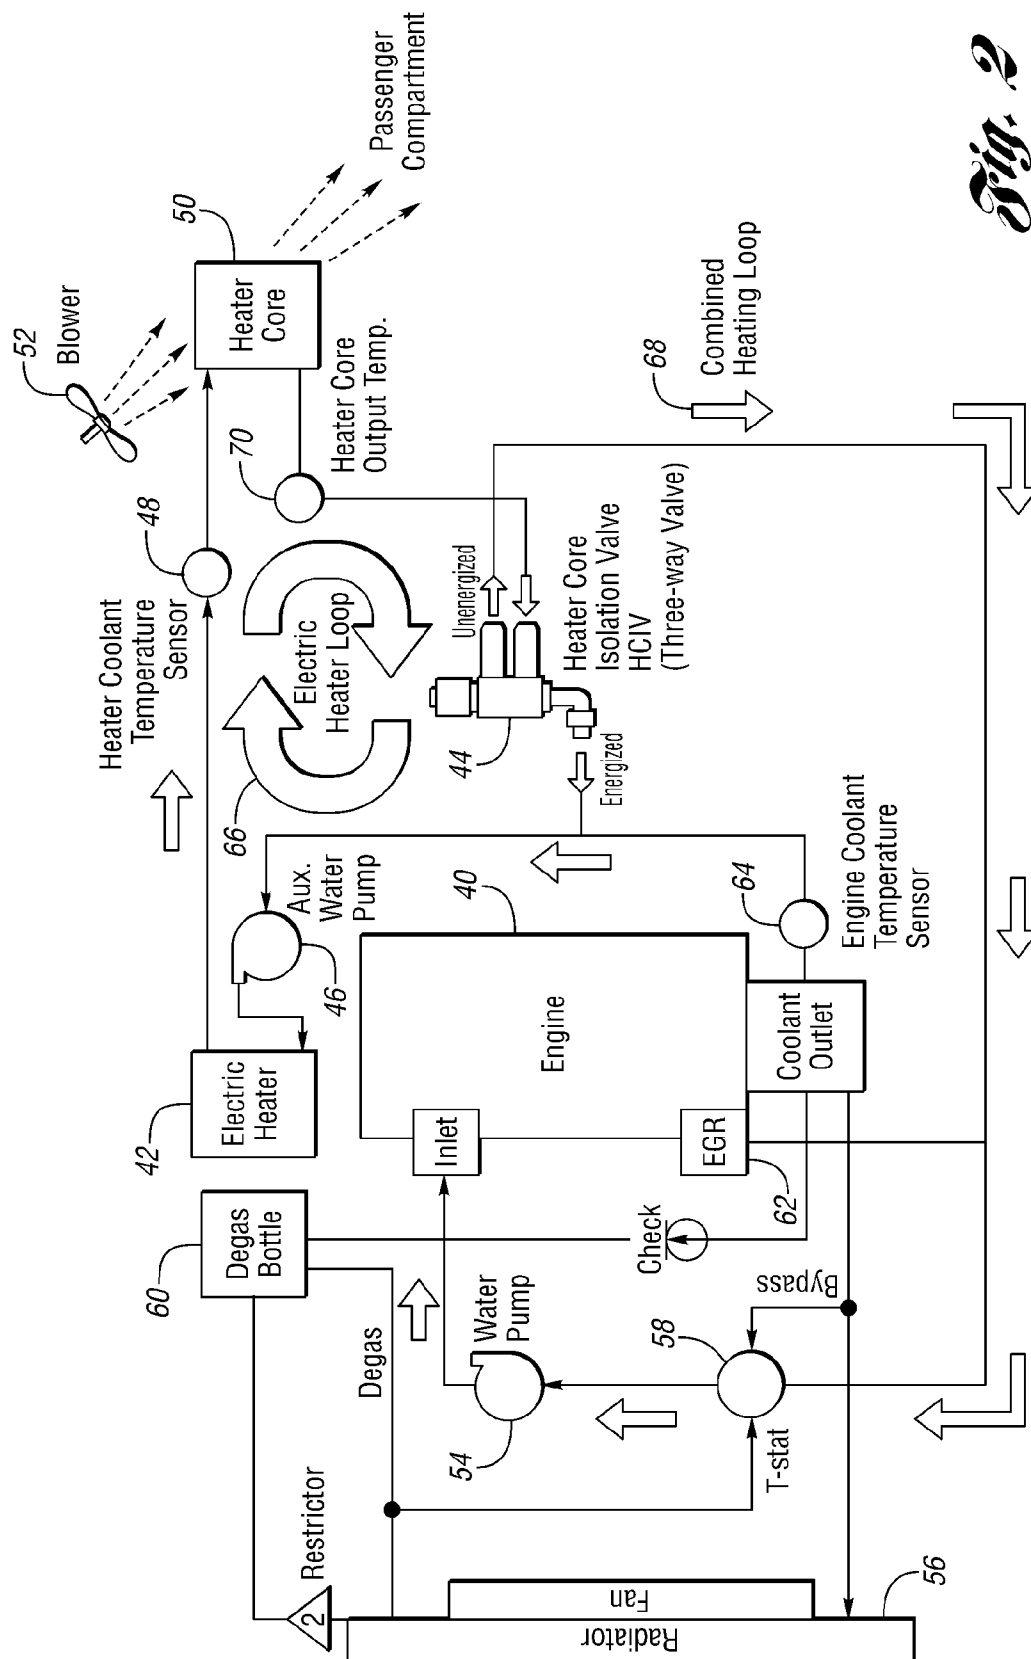 52
Blower
50
Heater
Core
Passenger
Compartment
Heater Coolant
Temperature
Sensor
48
70
Heater Core
Output Temp.
66
Electric
Heater Loop
Unenergized
Energized
44
Heater Core
Isolation Valve
HCIV
(Three-way Valve)
68
Combined
Heating Loop
Aux.
Water
Pump
46
42
Electric
Heater
40
Engine
Inlet
EGR
62
Coolant
Outlet
64
Engine Coolant
Temperature
Sensor
60
Degas
Bottle
Degas
Check
Bypass
Water
Pump
54
58
T-stat
Restrictor
2
Fan
Radiator
56
Fig. 2